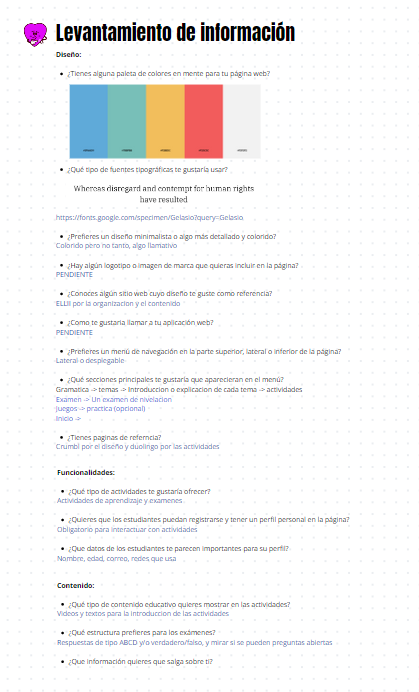 Levantamiento de información
Diseño:
¿Tienes alguna paleta de colores en mente para tu página web?
¿Qué tipo de fuentes tipográficas te gustaría usar?
Whereas disregard and contempt for human rights
have resulted
https://fonts.google.com/specimen/Gelasio?query=Gelasio
¿Prefieres un diseño minimalista o algo más detallado y colorido?
Colorido pero no tanto, algo llamativo
¿Hay algún logotipo o imagen de marca que quieras incluir en la página?
PENDIENTE
¿Conoces algún sitio web cuyo diseño te guste como referencia?
ELLII por la organizacion y el contenido
¿Como te gustaria llamar a tu aplicación web?
PENDIENTE
¿Prefieres un menú de navegación en la parte superior, lateral o inferior de la página?
Lateral o desplegable
¿Qué secciones principales te gustaría que aparecieran en el menú?
Gramatica -> temas -> Introduccion o explicacion de cada tema -> actividades
Examen -> Un examen de nivelacion
Juegos -> practica (opcional)
Inicio ->
¿Tienes paginas de referncia?
Crumbl por el diseño y duolingo por las actividades
Funcionalidades:
¿Qué tipo de actividades te gustaría ofrecer?
Actividades de aprendizaje y examenes
¿Quieres que los estudiantes puedan registrarse y tener un perfil personal en la página?
Obligatorio para interactuar con actividades
¿Que datos de los estudiantes te parecen importantes para su perfil?
Nombre, edad, correo, redes que usa
Contenido:
¿Qué tipo de contenido educativo quieres mostrar en las actividades?
Videos y textos para la introduccion de las actividades
¿Qué estructura prefieres para los exámenes?
Respuestas de tipo ABCD y/o verdadero/falso, y mirar si se pueden preguntas abiertas
¿Que información quieres que salga sobre ti?